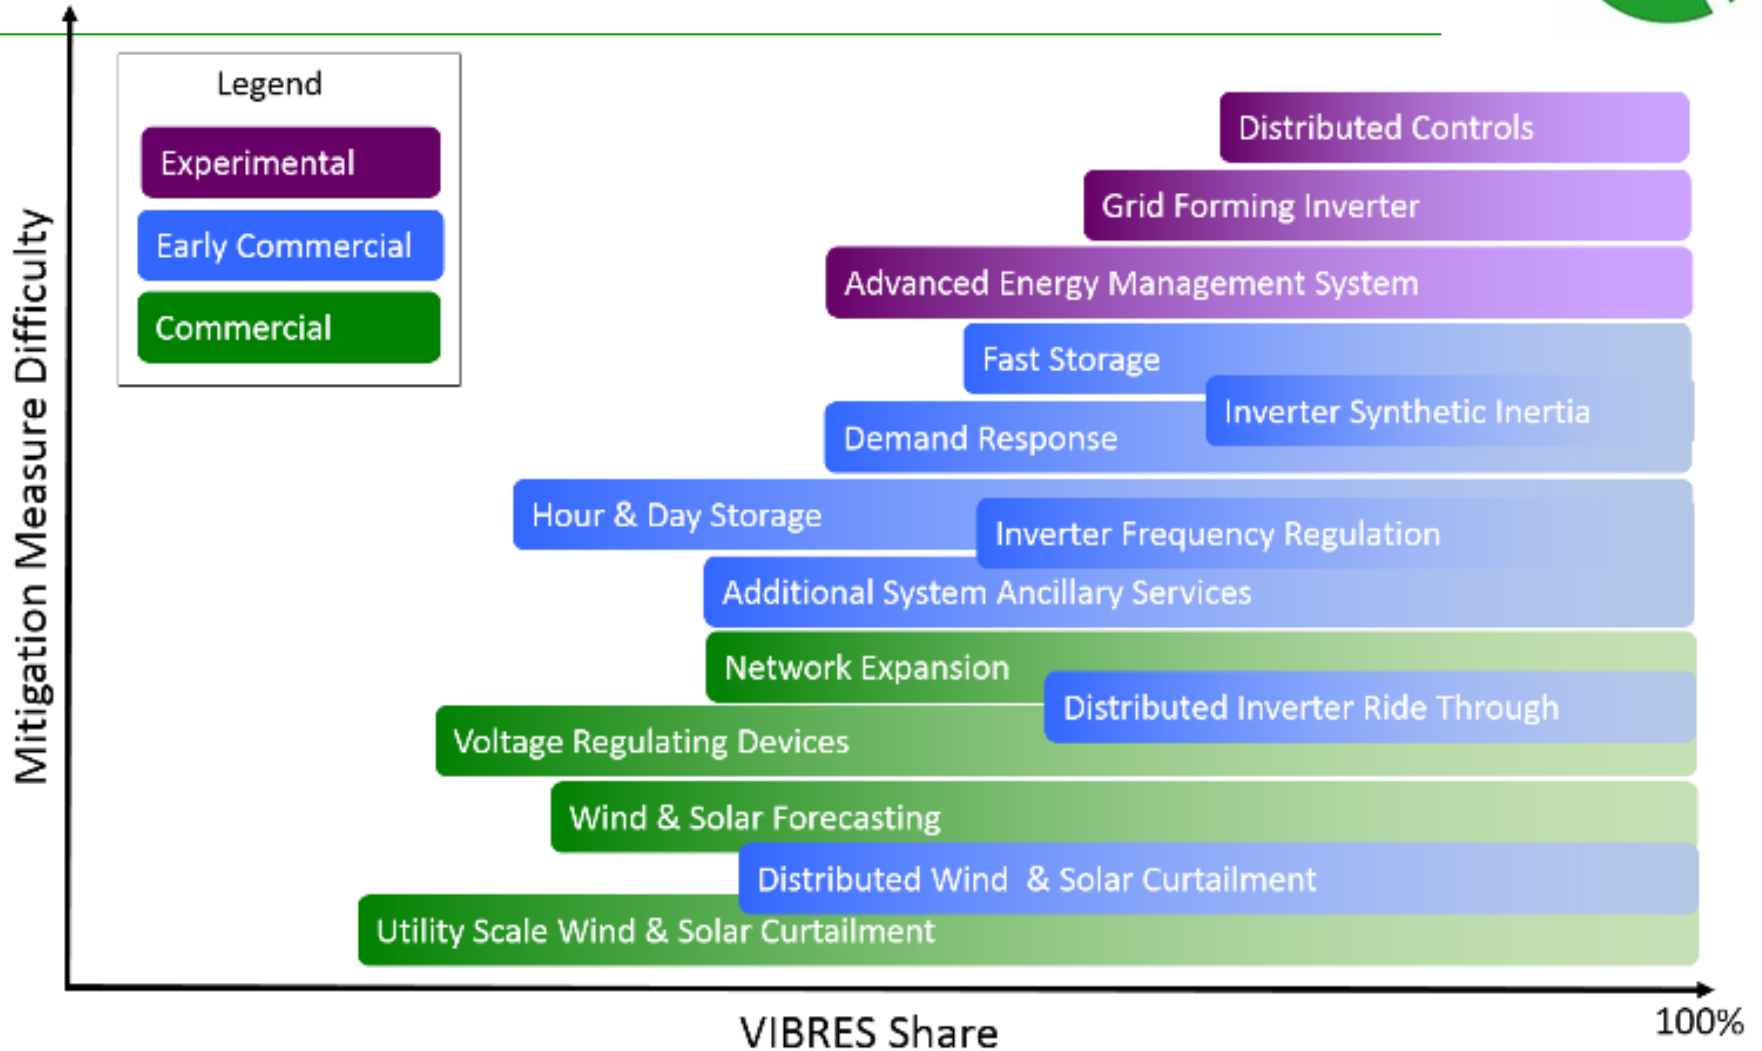 Legend
Experimental
Early Commercial
Commercial
Mitigation Measure Difficulty
Distributed Controls
Grid Forming Inverter
Advanced Energy Management System
Fast Storage
Inverter Synthetic Inertia
Demand Response
Hour & Day Storage
Inverter Frequency Regulation
Additional System Ancillary Services
Network Expansion
Distributed Inverter Ride Through
Voltage Regulating Devices
Wind & Solar Forecasting
Distributed Wind & Solar Curtailment
Utility Scale Wind & Solar Curtailment
VIBRES Share
100%